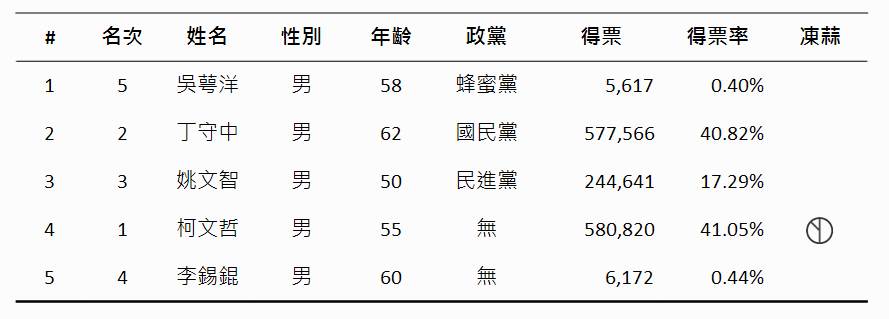 # 名次 姓名 性別 年齡 政黨 得票 得票率 凍蒜
1 5 吳萼洋 男 58 蜂蜜黨 5,617 0.40%
2 2 丁守中 男 62 國民黨 577,566 40.82%
3 3 姚文智 男 50 民進黨 244,641 17.29%
4 1 柯文哲 男 55 無 580,820 41.05%
5 4 李錫錕 男 60 無 6,172 0.44%